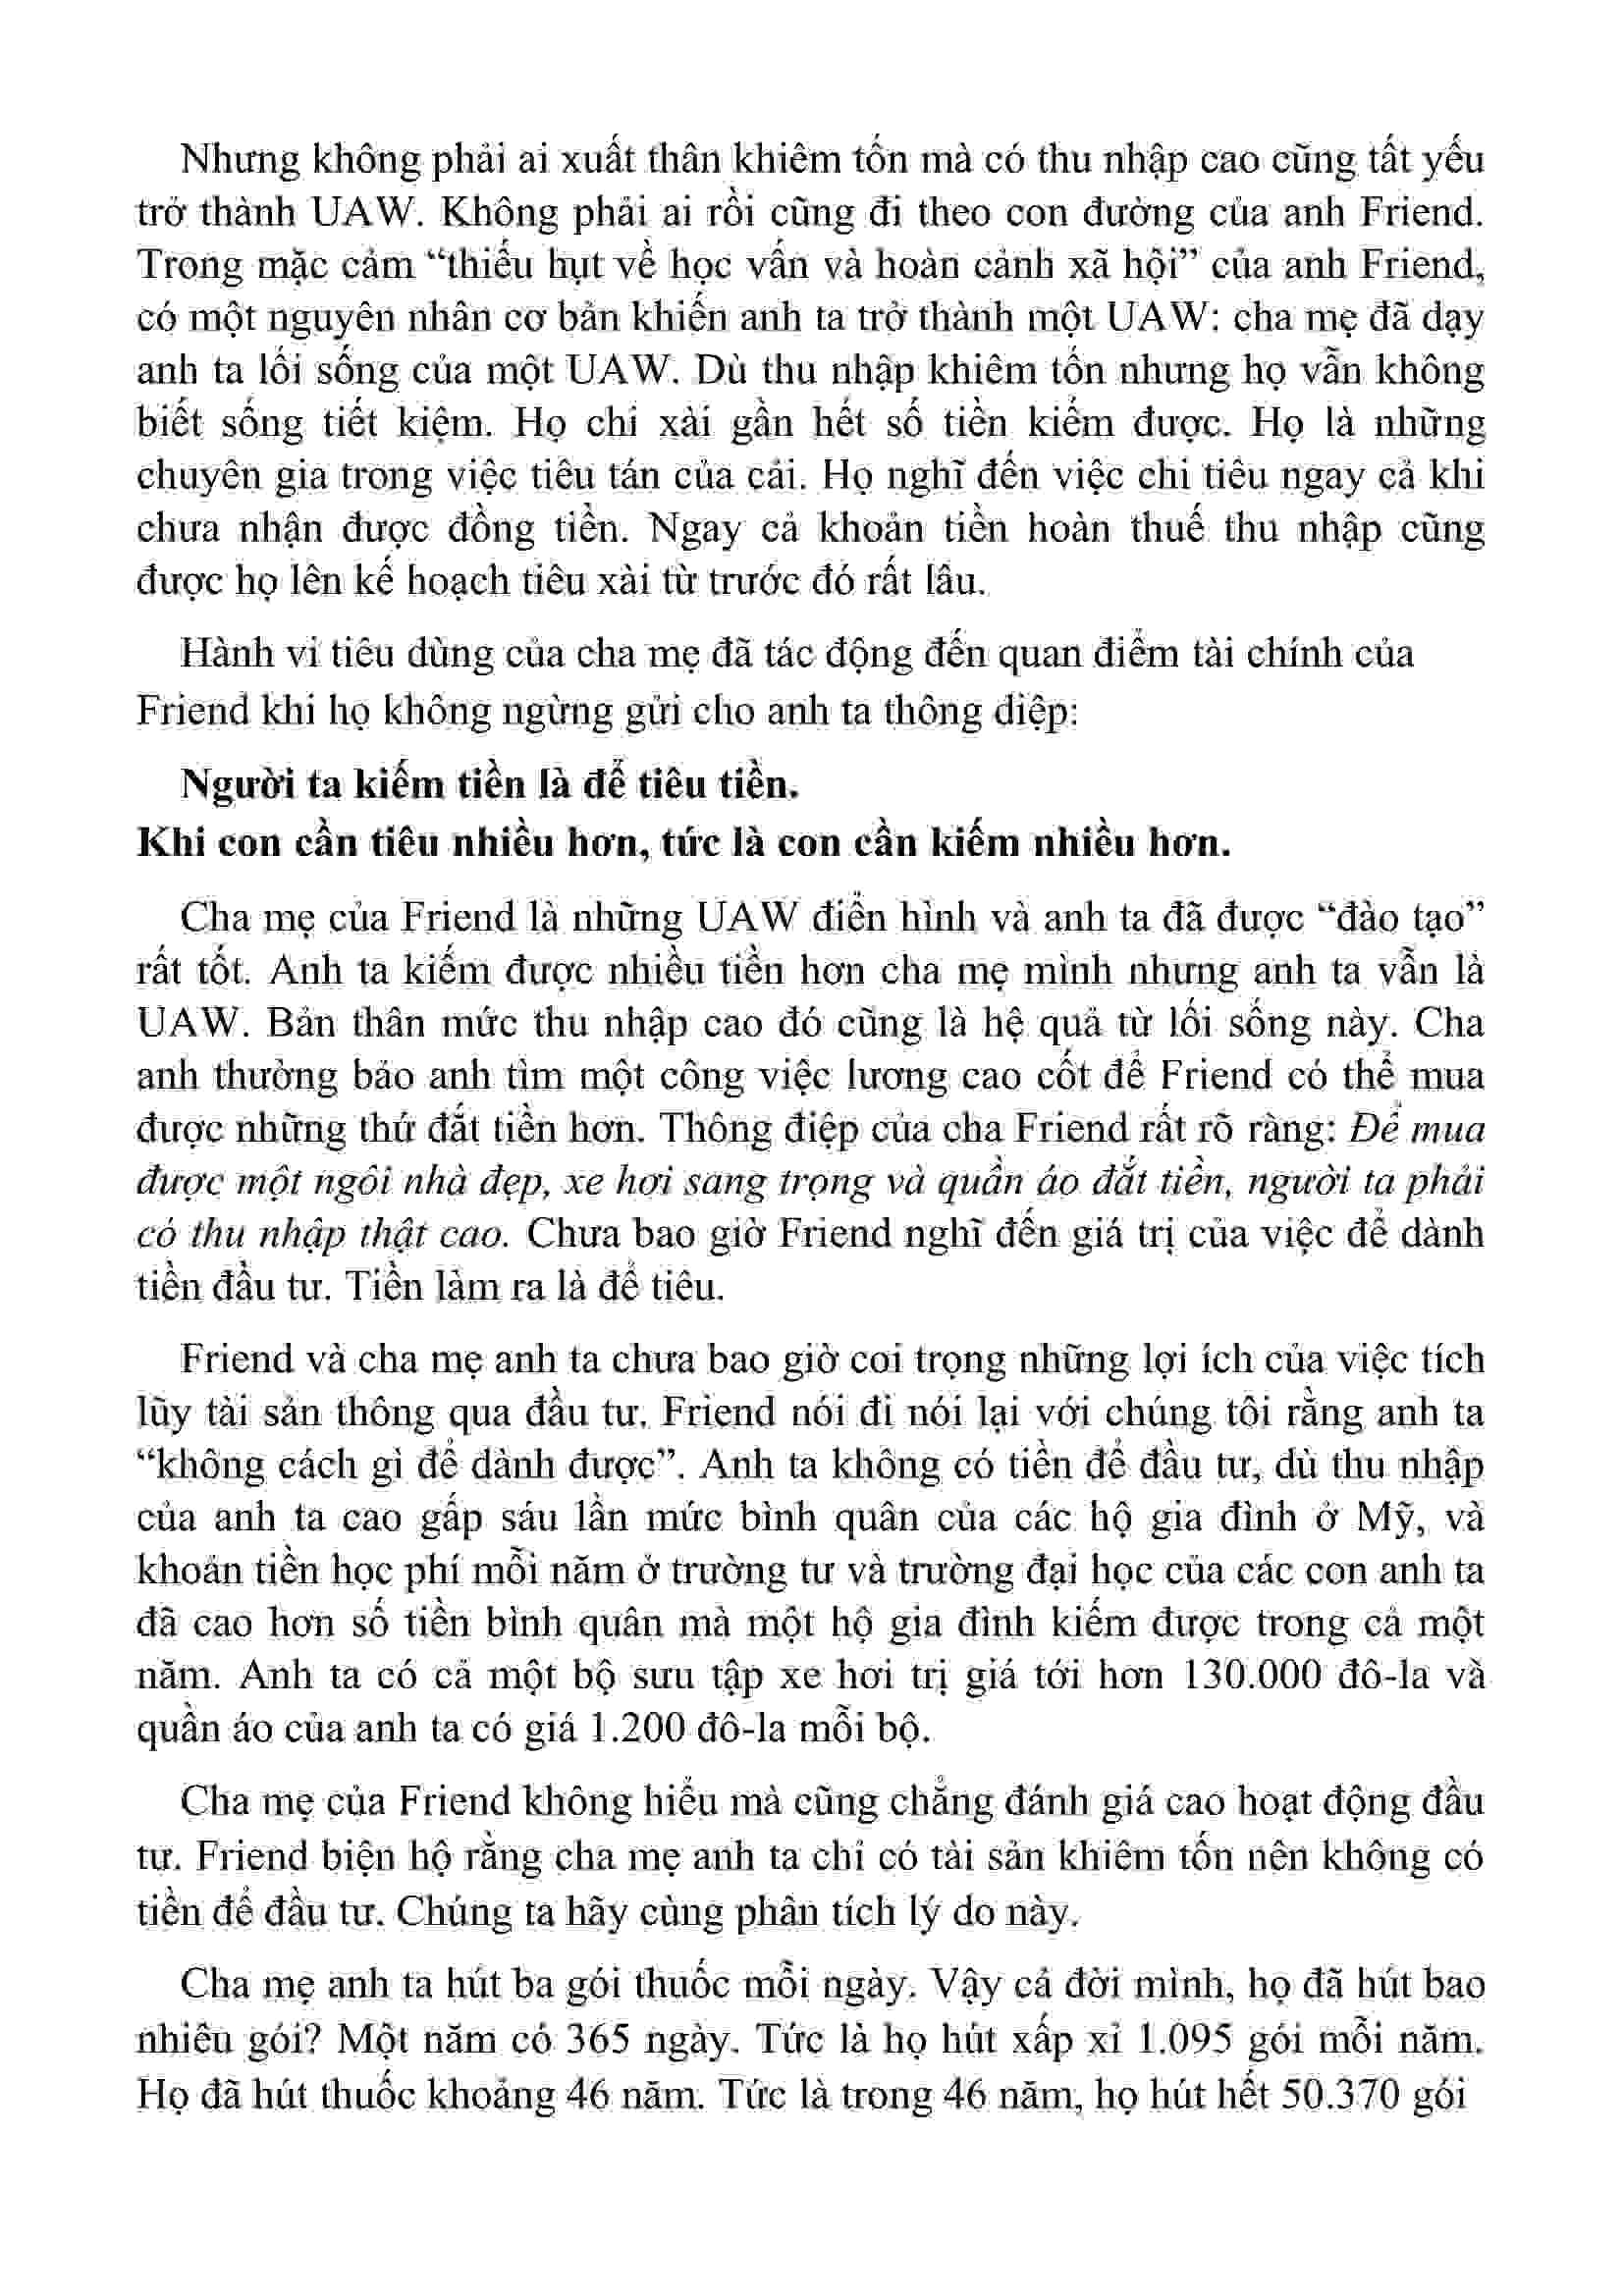 Nhưng không phải ai xuất thân khiêm tốn mà có thu nhập cao cũng tất yếu
trở thành UAW. Không phải ai rồi cũng đi theo con đường của anh Friend.
Trong mặc cảm “thiếu hụt về học vấn và hoàn cảnh xã hội” của anh Friend,
có một nguyên nhân cơ bản khiến anh ta trở thành một UAW: cha mẹ đã dạy
anh ta lối sống của một UAW. Dù thu nhập khiêm tốn nhưng họ vẫn không
biết sống tiết kiệm. Họ chi xài gần hết số tiền kiếm được. Họ là những
chuyên gia trong việc tiêu tán của cải. Họ nghĩ đến việc chi tiêu ngay cả khi
chưa nhận được đồng tiền. Ngay cả khoản tiền hoàn thuế thu nhập cũng
được họ lên kế hoạch tiêu xài từ trước đó rất lâu.
Hành vi tiêu dùng của cha mẹ đã tác động đến quan điểm tài chính của
Friend khi họ không ngừng gửi cho anh ta thông điệp:
Người ta kiếm tiền là để tiêu tiền.
Khi con cần tiêu nhiều hơn, tức là con cần kiếm nhiều hơn.
Cha mẹ của Friend là những UAW điển hình và anh ta đã được “đào tạo”
rất tốt. Anh ta kiếm được nhiều tiền hơn cha mẹ mình nhưng anh ta vẫn là
UAW. Bản thân mức thu nhập cao đó cũng là hệ quả từ lối sống này. Cha
anh thường bảo anh tìm một công việc lương cao cốt để Friend có thể mua
được những thứ đắt tiền hơn. Thông điệp của cha Friend rất rõ ràng: Để mua
được một ngôi nhà đẹp, xe hơi sang trọng và quần áo đắt tiền, người ta phải
có thu nhập thật cao. Chưa bao giờ Friend nghĩ đến giá trị của việc để dành
tiền đầu tư. Tiền làm ra là để tiêu.
Friend và cha mẹ anh ta chưa bao giờ coi trọng những lợi ích của việc tích
lũy tài sản thông qua đầu tư. Friend nói đi nói lại với chúng tôi rằng anh ta
“không cách gì để dành được”. Anh ta không có tiền để đầu tư, dù thu nhập
của anh ta cao gấp sáu lần mức bình quân của các hộ gia đình ở Mỹ, và
khoản tiền học phí mỗi năm ở trường tư và trường đại học của các con anh ta
đã cao hơn số tiền bình quân mà một hộ gia đình kiếm được trong cả một
năm. Anh ta có cả một bộ sưu tập xe hơi trị giá tới hơn 130.000 đô-la và
quần áo của anh ta có giá 1.200 đô-la mỗi bộ.
Cha mẹ của Friend không hiểu mà cũng chẳng đánh giá cao hoạt động đầu
tư. Friend biện hộ rằng cha mẹ anh ta chỉ có tài sản khiêm tốn nên không có
tiền để đầu tư. Chúng ta hãy cùng phân tích lý do này.
Cha mẹ anh ta hút ba gói thuốc mỗi ngày. Vậy cả đời mình, họ đã hút bao
nhiêu gói? Một năm có 365 ngày. Tức là họ hút xấp xỉ 1.095 gói mỗi năm.
Họ đã hút thuốc khoảng 46 năm. Tức là trong 46 năm, họ hút hết 50.370 gói